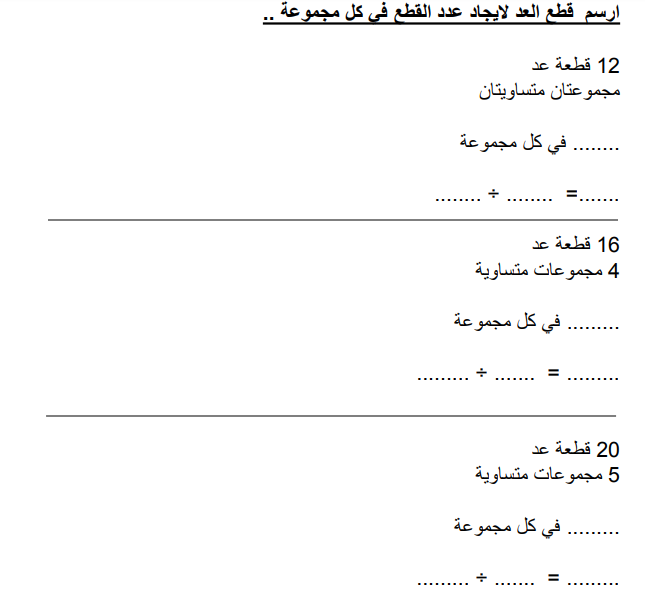 ارسم قطع العد لايجاد عدد القطع في كل مجموعة ..
12 قطعة عد
مجموعتان متساويتان
........ في كل مجموعة
.......= ........ ÷ ........
16 قطعة عد
4 مجموعات متساوية
......... في كل مجموعة
......... = ....... ÷ .........
20 قطعة عد
5 مجموعات متساوية
......... في كل مجموعة
......... = ....... ÷ .........